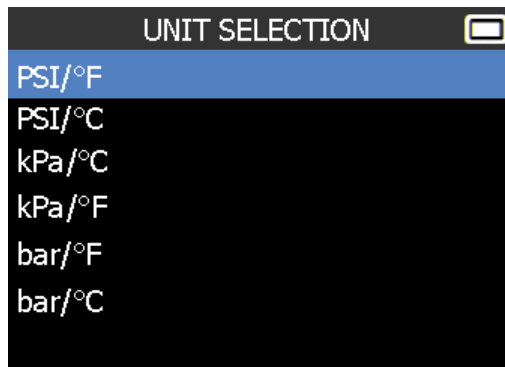 UNIT SELECTION
PSI/°F
PSI/°C
kPa/°C
kPa/°F
bar/°F
bar/°C